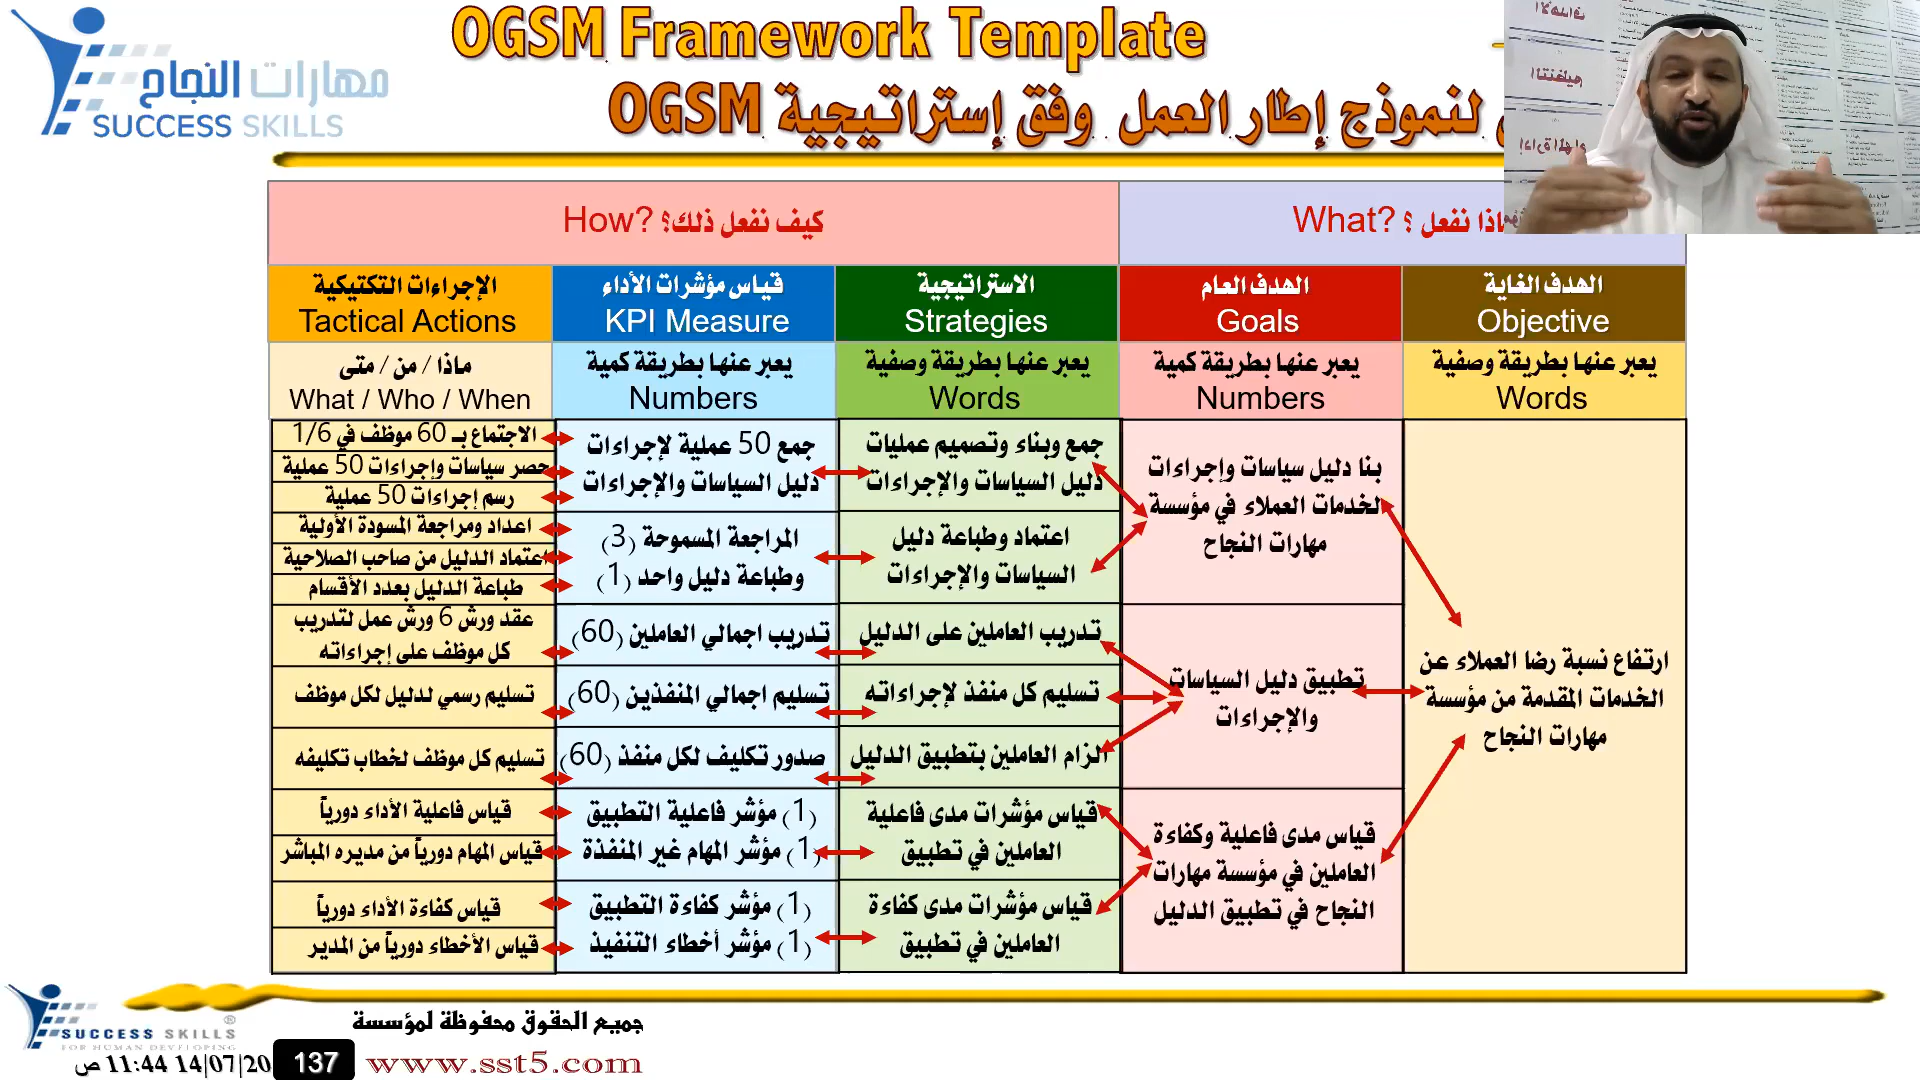 OGSM Framework Template
لنموذج إطار العمل وفق إستراتيجية OGSM
مهارات النجاح
SUCCESS SKILLS
ماذا نفعل ؟ What?
كيف نفعل ذلك؟ How?
الهدف الغاية
Objective
الهدف العام
Goals
الاستراتيجية
Strategies
قياس مؤشرات الأداء
KPI Measure
الإجراءات التكتيكية
Tactical Actions
يعبر عنها بطريقة وصفية
Words
يعبر عنها بطريقة كمية
Numbers
يعبر عنها بطريقة وصفية
Words
يعبر عنها بطريقة كمية
Numbers
ماذا / من / متى
What / Who / When
ارتفاع نسبة رضا العملاء عن
الخدمات المقدمة من مؤسسة
مهارات النجاح
بنا دليل سياسات وإجراءات
لخدمات العملاء في مؤسسة
مهارات النجاح
تطبيق دليل السياسات
والإجراءات
قياس مدى فاعلية وكفاءة
العاملين في مؤسسة مهارات
النجاح في تطبيق الدليل
جمع وبناء وتصميم عمليات
دليل السياسات والإجراءات
اعتماد وطباعة دليل
السياسات والإجراءات
تدريب العاملين على الدليل
تسليم كل منفذ لإجراءاته
الزام العاملين بتطبيق الدليل
قياس مؤشرات مدى فاعلية
العاملين في تطبيق
قياس مؤشرات مدى كفاءة
العاملين في تطبيق
جمع 50 عملية لإجراءات
دليل السياسات والإجراءات
المراجعة المسموحة (3)
وطباعة دليل واحد (1)
تدريب اجمالي العاملين (60)
تسليم اجمالي المنفذين (60)
صدور تكليف لكل منفذ (60)
(1) مؤشر فاعلية التطبيق
(1) مؤشر المهام غير المنفذة
(1) مؤشر كفاءة التطبيق
(1) مؤشر أخطاء التنفيذ
الاجتماع بـ 60 موظف في 1/6
حصر سياسات وإجراءات 50 عملية
رسم إجراءات 50 عملية
اعداد ومراجعة المسودة الأولية
اعتماد الدليل من صاحب الصلاحية
طباعة الدليل بعدد الأقسام
عقد ورش 6 ورش عمل لتدريب
كل موظف على إجراءاته
تسليم رسمي لدليل لكل موظف
تسليم كل موظف لخطاب تكليفه
قياس فاعلية الأداء دورياً
قياس المهام دورياً من مديره المباشر
قياس كفاءة الأداء دورياً
قياس الأخطاء دورياً من المدير
جميع الحقوق محفوظة لمؤسسة
SUCCESS SKILLS®
FOR HUMAN DEVELOPING
www.sst5.com
137
14/07/20 11:44 ص